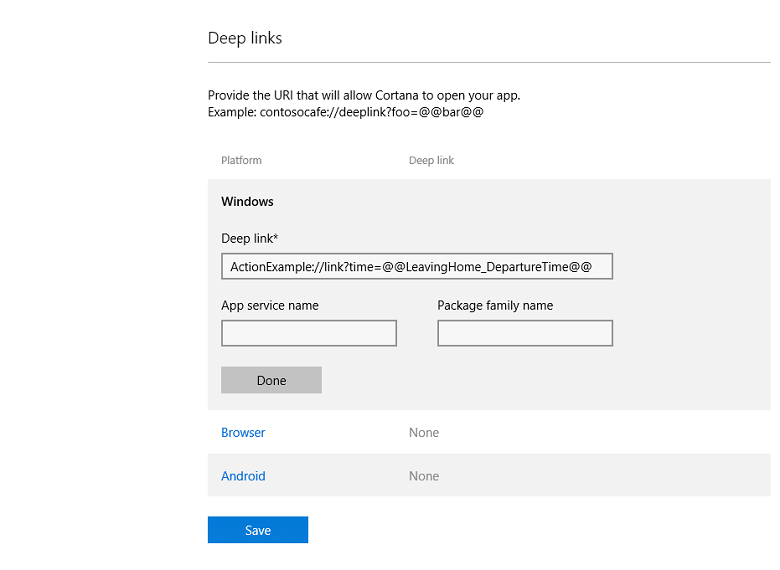 Deep links
Provide the URI that will allow Cortana to open your app.
Example: contosocafe://deeplink?foo=@@bar@@
Platform Deep link
Windows
Deep link*
ActionExample://link?time=@@LeavingHome_DepartureTime@@
App service name Package family name
Done
Browser None
Android None
Save